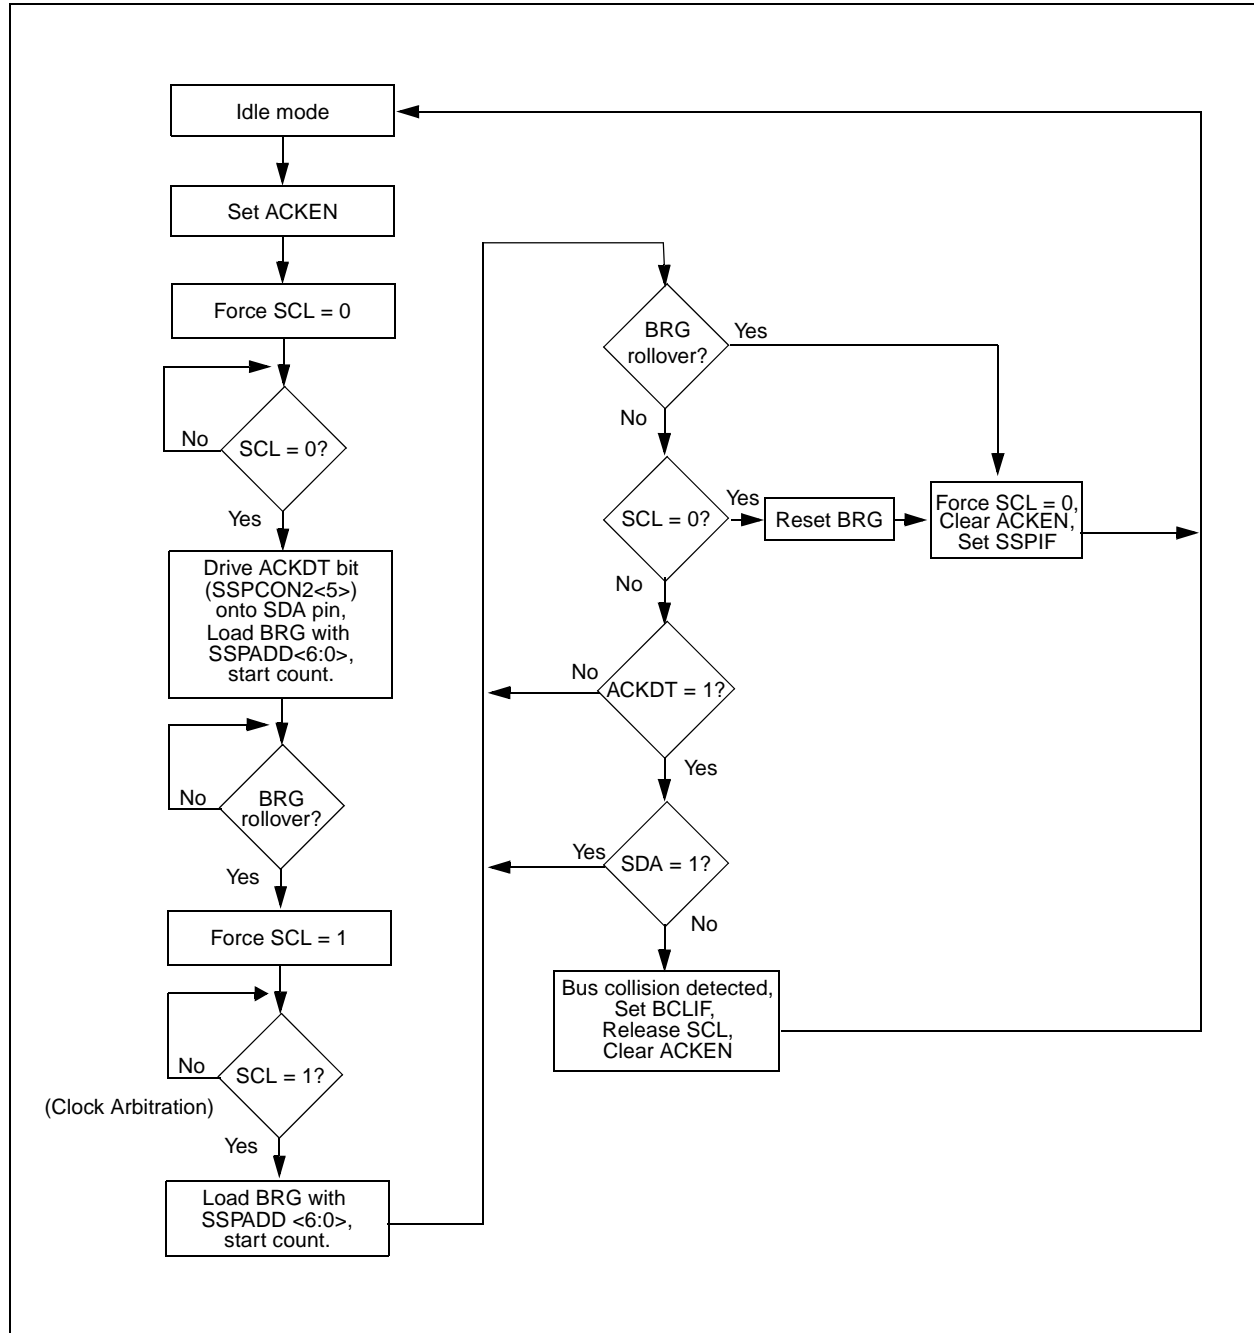 Idle mode
Set ACKEN
Force SCL = 0
No
SCL = 0?
Yes
Drive ACKDT bit
(SSPCON2<5>)
onto SDA pin,
Load BRG with
SSPADD<6:0>,
start count.
No
BRG
rollover?
Yes
Force SCL = 1
No
SCL = 1?
(Clock Arbitration)
Yes
Load BRG with
SSPADD <6:0>,
start count.
BRG
rollover?
Yes
No
SCL = 0?
Yes
Reset BRG
Force SCL = 0,
Clear ACKEN,
Set SSPIF
No
No
ACKDT = 1?
Yes
Yes
SDA = 1?
No
Bus collision detected,
Set BCLIF,
Release SCL,
Clear ACKEN